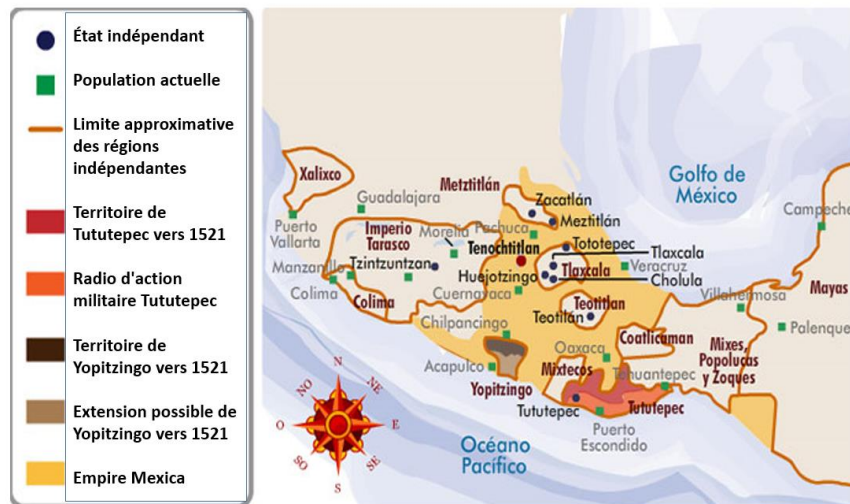 État indépendant
Population actuelle
Limite approximative
des régions
indépendantes
Territoire de
Tututepec vers 1521
Radio d'action
militaire Tututepec
Territoire de
Yopitzingo vers 1521
Extension possible de
Yopitzingo vers 1521
Empire Mexica
Xalixco
Puerto
Vallarta
Guadalajara
Metztitlán
Zacatlán
Meztitlán
Golfo de
México
Campeche
Imperio
Tarasco
Morelia
Pachuca
Tenochtitlan
Tototepec
Tlaxcala
Manzanillo
Tzintzuntzan
Huejotzingo
Tlaxcala
Veracruz
Cholula
Mayas
Colima
Colima
Cuernavaca
Teotitlan
Villahermosa
Chilpancingo
Teotilán
Coatlicaman
Palenque
Oaxaca
Mixes,
Popolucas
y Zoques
Acapulco
Yopitzingo
Mixtecos
Tehuantepec
Tututepec
Tututepec
Puerto
Escondido
Océano
Pacífico
N
NO
NE
O
E
SO
SE
S